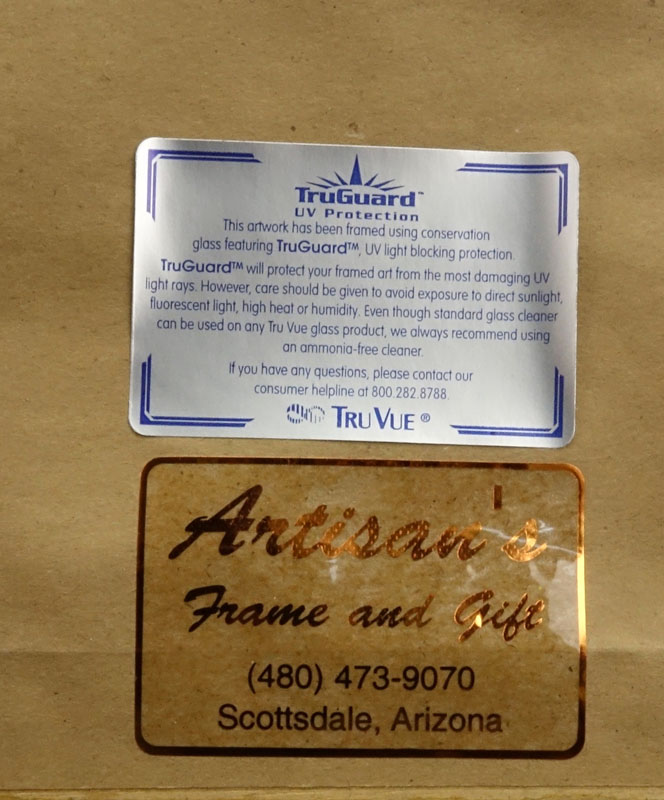 TruGuard™
UV Protection
This artwork has been framed using conservation
glass featuring TruGuard™, UV light blocking protection.
TruGuard™ will protect your framed art from the most damaging UV
light rays. However, care should be given to avoid exposure to direct sunlight,
fluorescent light, high heat or humidity. Even though standard glass cleaner
can be used on any Tru Vue glass product, we always recommend using
an ammonia-free cleaner.
If you have any questions, please contact our
consumer helpline at 800.282.8788.
TRU VUE ®
Artisan's
Frame and Gift
(480) 473-9070
Scottsdale, Arizona